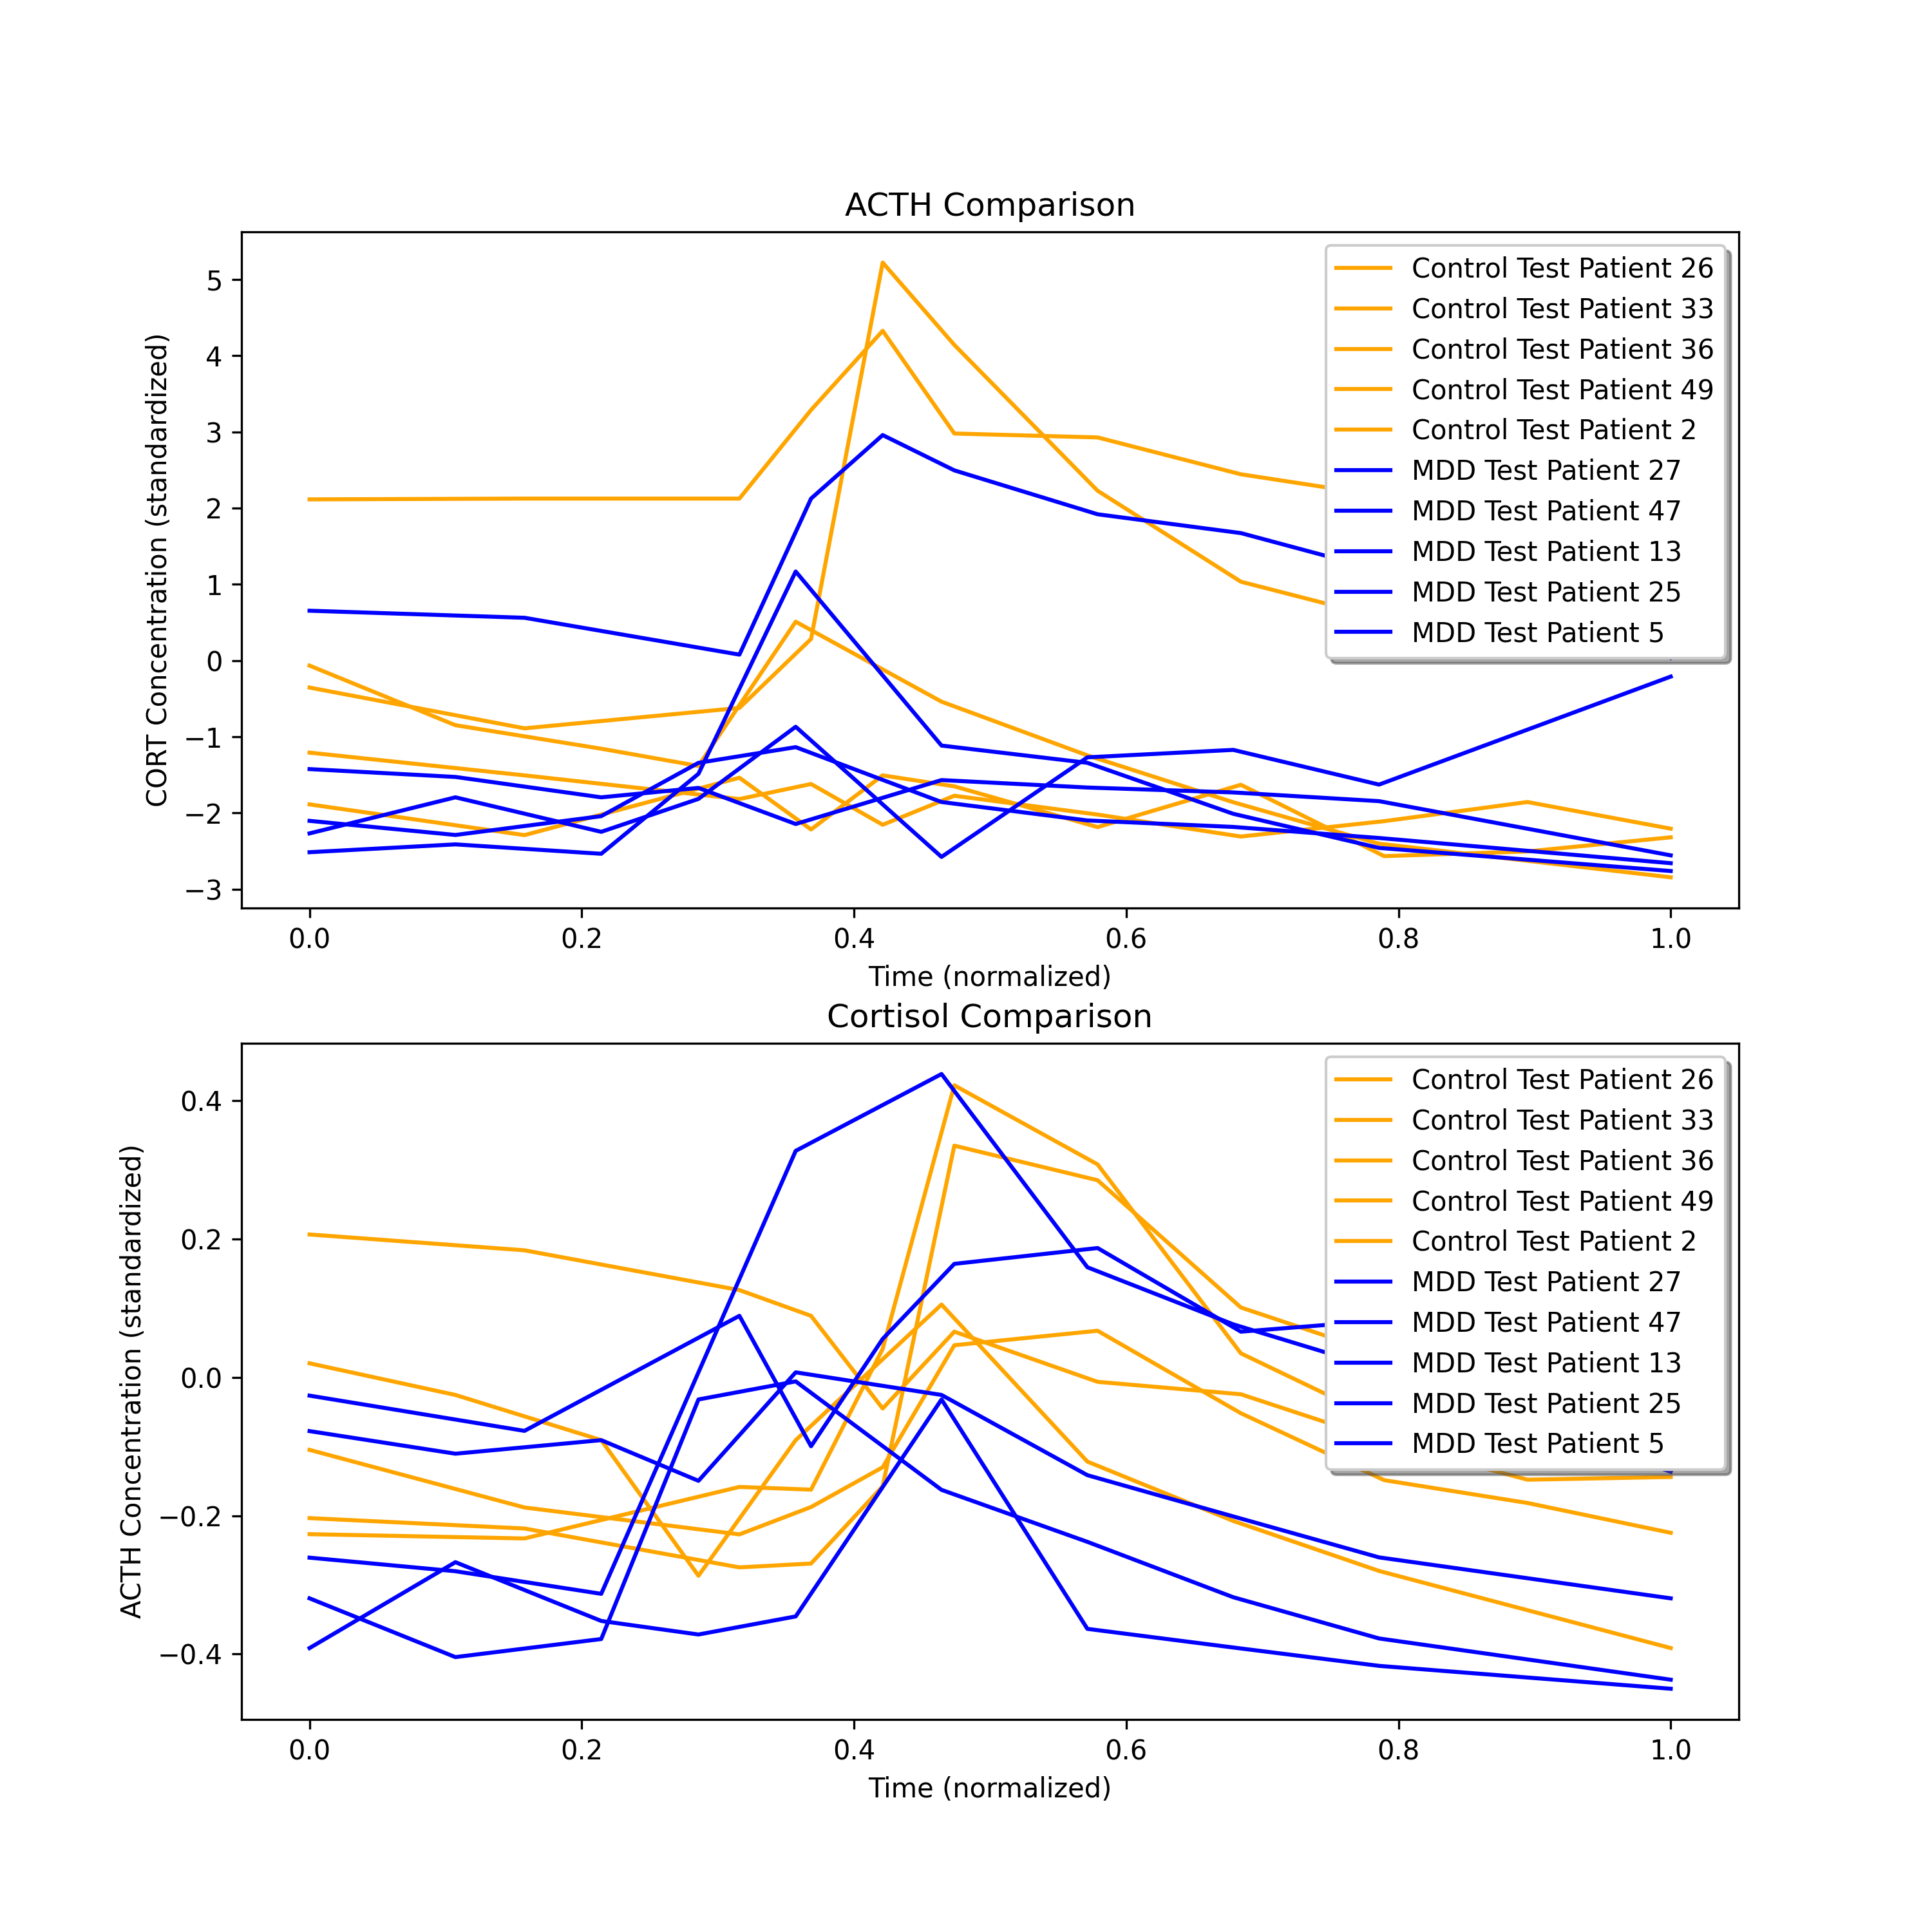 ACTH Comparison
CORT Concentration (standardized)
5
4
3
2
1
0
−1
−2
−3
Control Test Patient 26
Control Test Patient 33
Control Test Patient 36
Control Test Patient 49
Control Test Patient 2
MDD Test Patient 27
MDD Test Patient 47
MDD Test Patient 13
MDD Test Patient 25
MDD Test Patient 5
0.0 0.2 0.4 0.6 0.8 1.0
Time (normalized)
Cortisol Comparison
ACTH Concentration (standardized)
0.4
0.2
0.0
−0.2
−0.4
Control Test Patient 26
Control Test Patient 33
Control Test Patient 36
Control Test Patient 49
Control Test Patient 2
MDD Test Patient 27
MDD Test Patient 47
MDD Test Patient 13
MDD Test Patient 25
MDD Test Patient 5
0.0 0.2 0.4 0.6 0.8 1.0
Time (normalized)